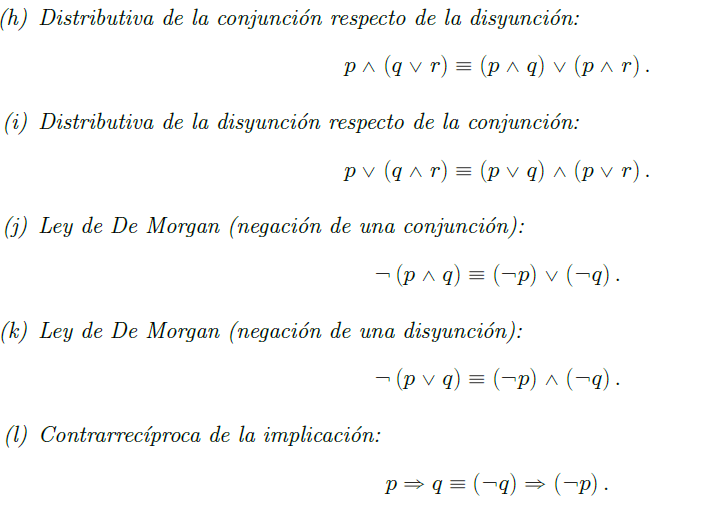 (h) Distributiva de la conjunción respecto de la disyunción:
p ∧ (q ∨ r) ≡ (p ∧ q) ∨ (p ∧ r) .
(i) Distributiva de la disyunción respecto de la conjunción:
p ∨ (q ∧ r) ≡ (p ∨ q) ∧ (p ∨ r) .
(j) Ley de De Morgan (negación de una conjunción):
¬ (p ∧ q) ≡ (¬p) ∨ (¬q) .
(k) Ley de De Morgan (negación de una disyunción):
¬ (p ∨ q) ≡ (¬p) ∧ (¬q) .
(l) Contrarrecíproca de la implicación:
p ⇒ q ≡ (¬q) ⇒ (¬p) .